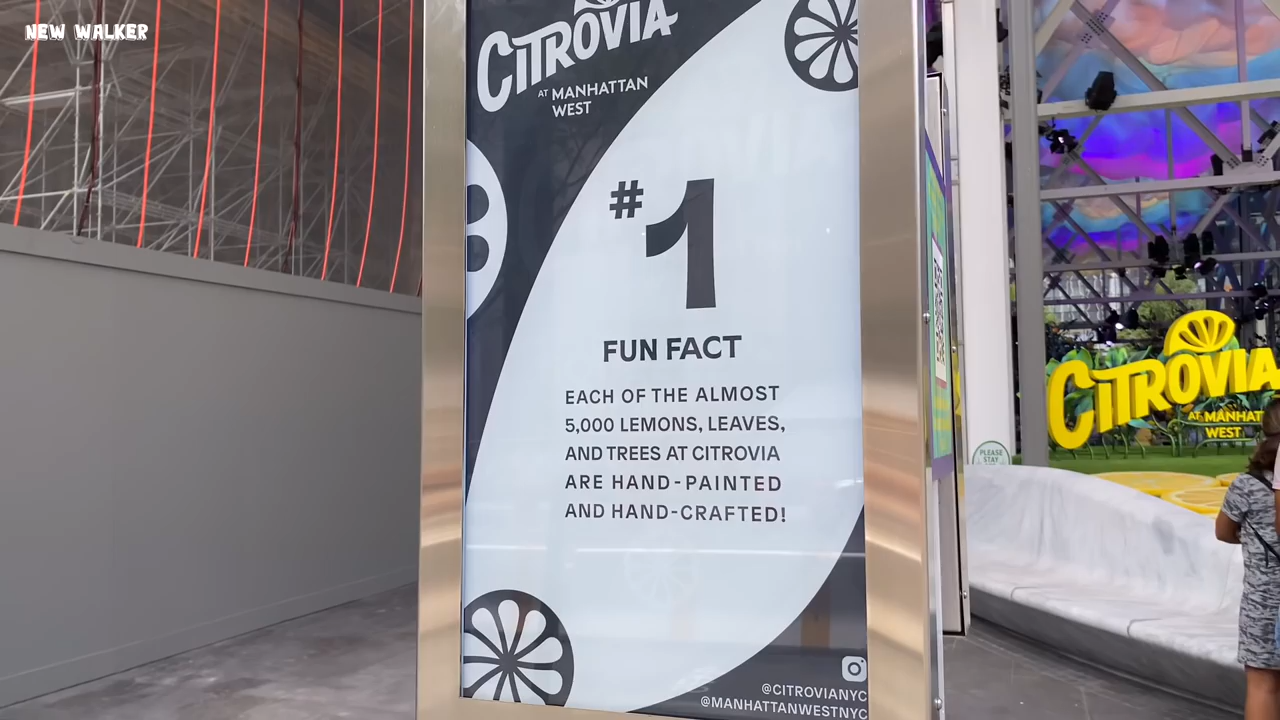 NEW WALKER
CITROVIA
AT MANHATTAN
WEST
#1
FUN FACT
EACH OF THE ALMOST
5,000 LEMONS, LEAVES,
AND TREES AT CITROVIA
ARE HAND-PAINTED
AND HAND-CRAFTED!
@CITROVIANYC
@MANHATTANWESTNYC
CITROVIA
AT MANHAT
WEST
PLEASE
STAY